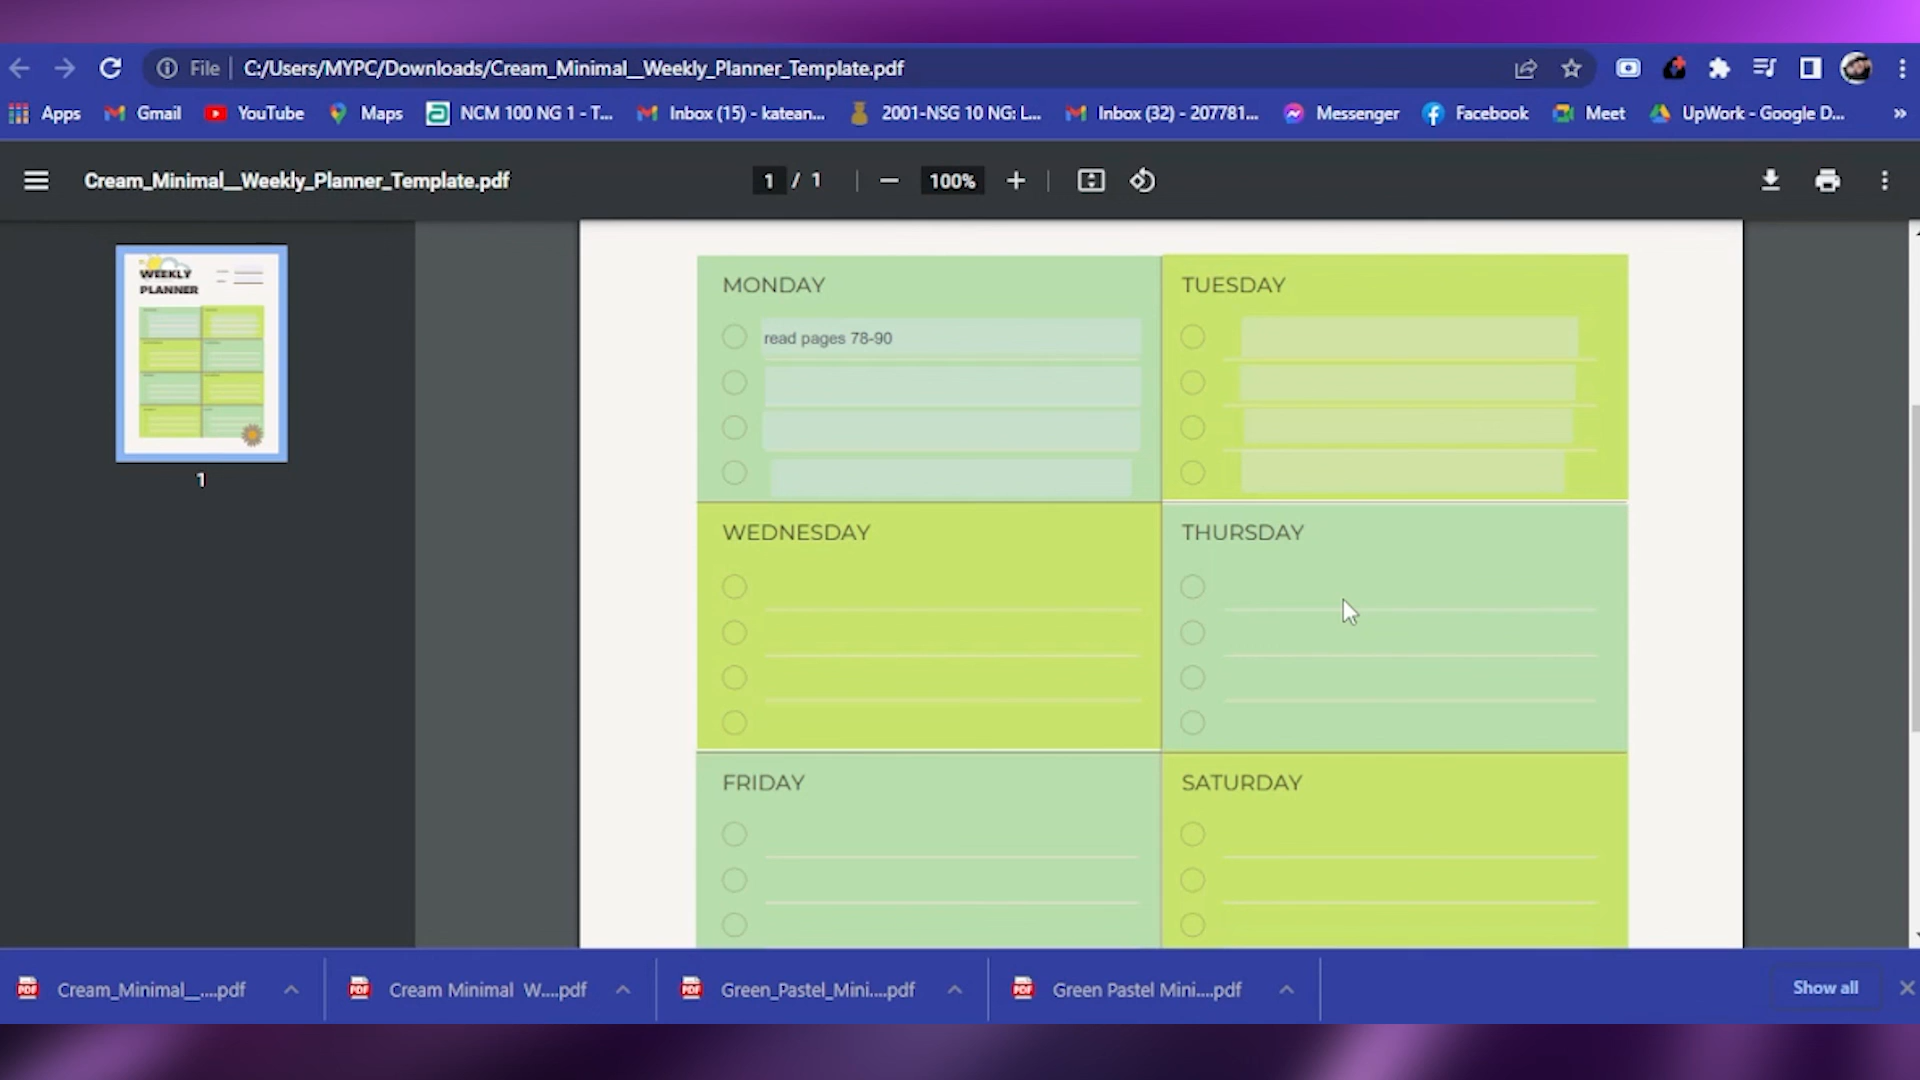 File C:/Users/MYPC/Downloads/Cream_Minimal__Weekly_Planner_Template.pdf
Apps Gmail YouTube Maps NCM 100 NG 1 - T... Inbox (15) - katean... 2001-NSG 10 NG: L... Inbox (32) - 207781... Messenger Facebook Meet UpWork - Google D... »
Cream_Minimal__Weekly_Planner_Template.pdf 1 / 1 100%
WEEKLY
PLANNER
1
MONDAY TUESDAY
read pages 78-90
WEDNESDAY THURSDAY
FRIDAY SATURDAY
Cream_Minimal__....pdf Cream Minimal W....pdf Green_Pastel_Mini....pdf Green Pastel Mini....pdf Show all